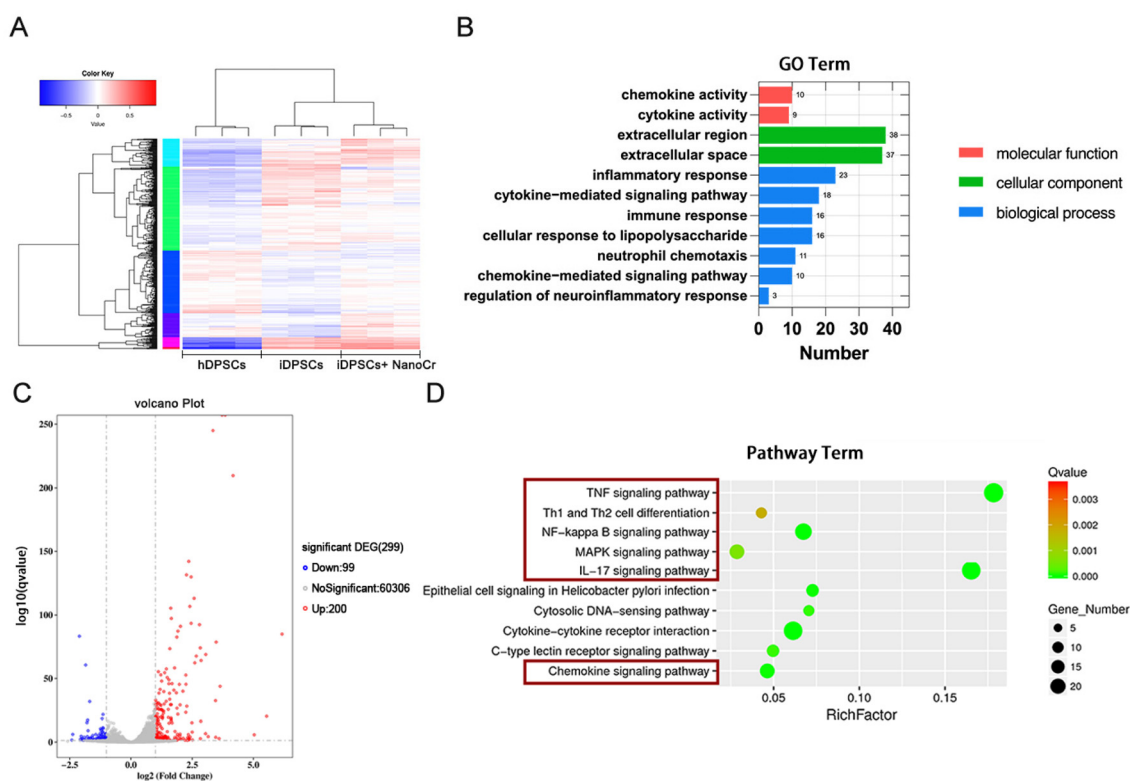 A
Color Key
−0.5 0 0.5
Value
hDPSCs iDPSCs iDPSCs+ NanoCr
B
GO Term
chemokine activity 10
cytokine activity 9
extracellular region 38
extracellular space 37
inflammatory response 23
cytokine-mediated signaling pathway 18
immune response 16
cellular response to lipopolysaccharide 16
neutrophil chemotaxis 11
chemokine-mediated signaling pathway 10
regulation of neuroinflammatory response 3
0 10 20 30 40
Number
molecular function
cellular component
biological process
C
volcano Plot
250
200
150
100
50
0
log10(qvalue)
−2.5 0.0 2.5 5.0
log2 (Fold Change)
significant DEG(299)
Down:99
NoSignificant:60306
Up:200
D
Pathway Term
TNF signaling pathway
Th1 and Th2 cell differentiation
NF−kappa B signaling pathway
MAPK signaling pathway
IL−17 signaling pathway
Epithelial cell signaling in Helicobacter pylori infection
Cytosolic DNA−sensing pathway
Cytokine−cytokine receptor interaction
C−type lectin receptor signaling pathway
Chemokine signaling pathway
0.05 0.10 0.15
RichFactor
Qvalue
0.003
0.002
0.001
0.000
Gene_Number
5
10
15
20